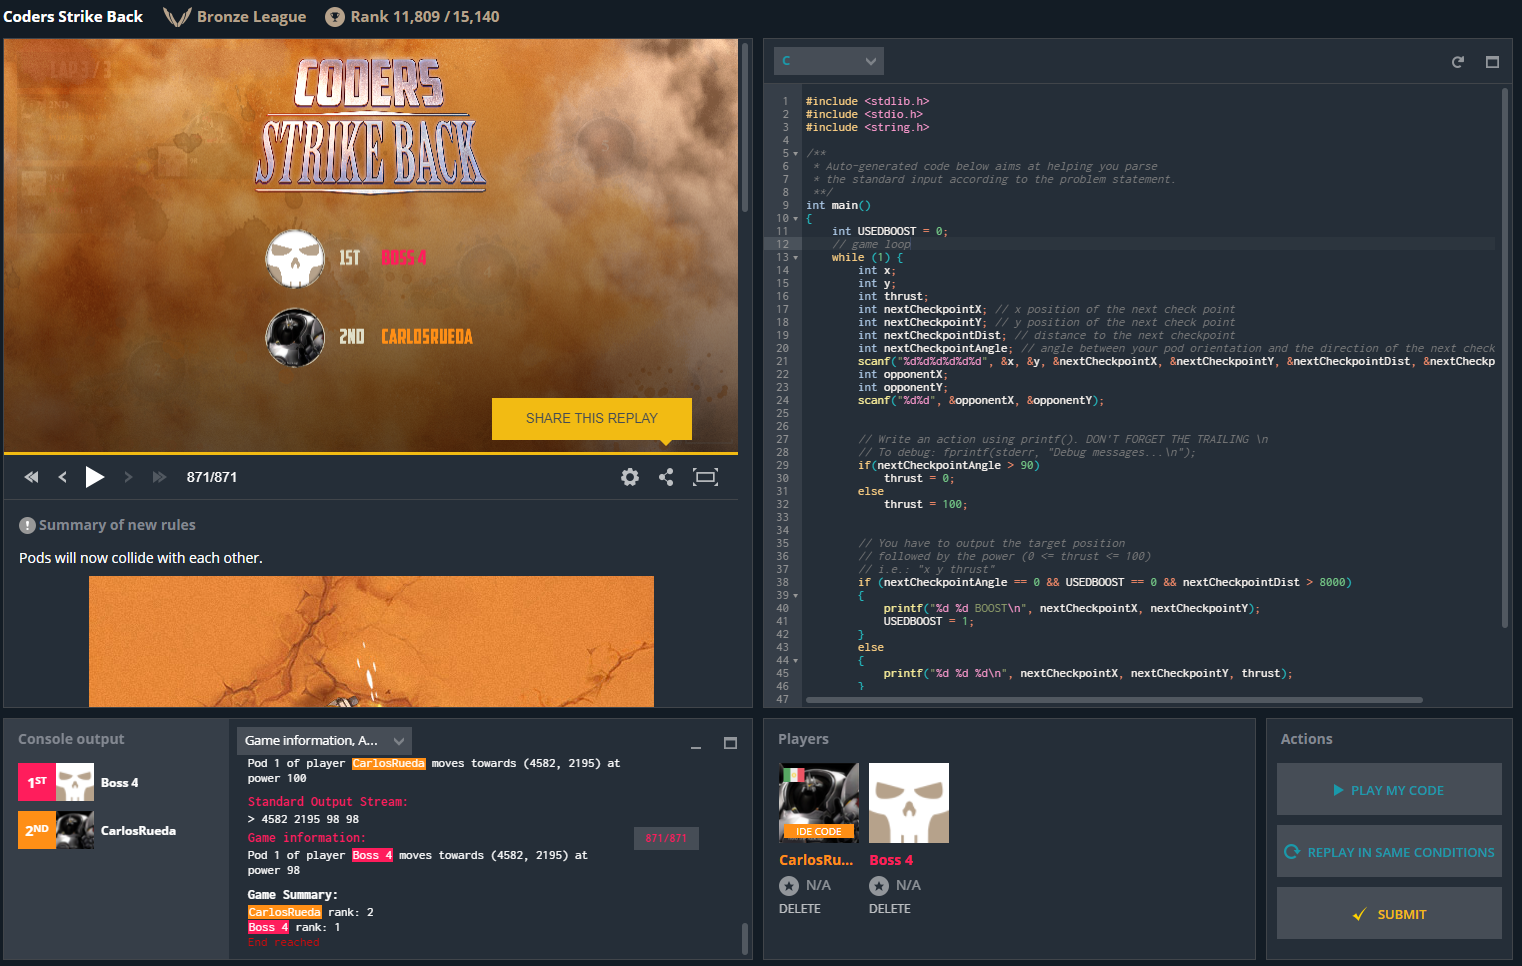 Coders Strike Back
Bronze League
Rank 11,809 / 15,140
LAP 3 / 3
CODERS
STRIKE BACK
1ST BOSS 4
2ND CARLOSRUEDA
SHARE THIS REPLAY
871/871
Summary of new rules
Pods will now collide with each other.
C
1 #include <stdlib.h>
2 #include <stdio.h>
3 #include <string.h>
4
5 /**
6 * Auto-generated code below aims at helping you parse
7 * the standard input according to the problem statement.
8 **/
9 int main()
10 {
11 int USEDBOOST = 0;
12 // game loop
13 while (1) {
14 int x;
15 int y;
16 int thrust;
17 int nextCheckpointX; // x position of the next check point
18 int nextCheckpointY; // y position of the next check point
19 int nextCheckpointDist; // distance to the next checkpoint
20 int nextCheckpointAngle; // angle between your pod orientation and the direction of the next check
21 scanf("%d%d%d%d%d%d", &x, &y, &nextCheckpointX, &nextCheckpointY, &nextCheckpointDist, &nextCheckp
22 int opponentX;
23 int opponentY;
24 scanf("%d%d", &opponentX, &opponentY);
25
26
27 // Write an action using printf(). DON'T FORGET THE TRAILING \n
28 // To debug: fprintf(stderr, "Debug messages...\n");
29 if(nextCheckpointAngle > 90)
30 thrust = 0;
31 else
32 thrust = 100;
33
34
35 // You have to output the target position
36 // followed by the power (0 <= thrust <= 100)
37 // i.e.: "x y thrust"
38 if (nextCheckpointAngle == 0 && USEDBOOST == 0 && nextCheckpointDist > 8000)
39 {
40 printf("%d %d BOOST\n", nextCheckpointX, nextCheckpointY);
41 USEDBOOST = 1;
42 }
43 else
44 {
45 printf("%d %d %d\n", nextCheckpointX, nextCheckpointY, thrust);
46 }
47
Console output
1ST Boss 4
2ND CarlosRueda
Game information, A...
Pod 1 of player CarlosRueda moves towards (4582, 2195) at
power 100
Standard Output Stream:
> 4582 2195 98 98
Game information:
871/871
Pod 1 of player Boss 4 moves towards (4582, 2195) at
power 98
Game Summary:
CarlosRueda rank: 2
Boss 4 rank: 1
End reached
Players
IDE CODE
CarlosRu...
N/A
DELETE
Boss 4
N/A
DELETE
Actions
PLAY MY CODE
REPLAY IN SAME CONDITIONS
SUBMIT